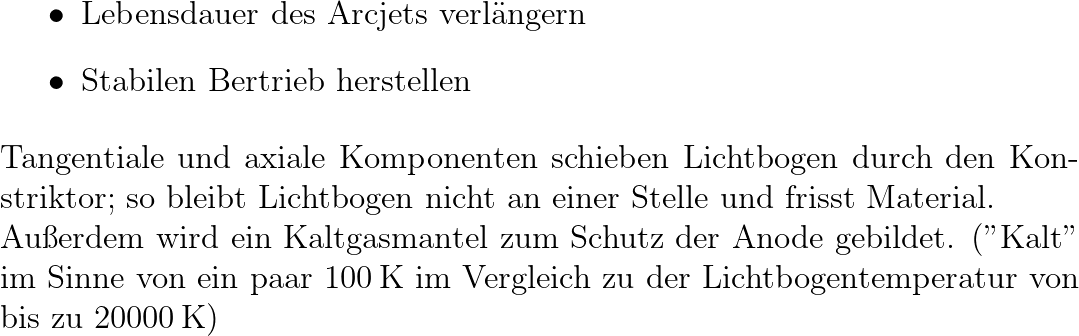 • Lebensdauer des Arcjets verlängern
• Stabilen Bertrieb herstellen
Tangentiale und axiale Komponenten schieben Lichtbogen durch den Kon-
striktor; so bleibt Lichtbogen nicht an einer Stelle und frisst Material.
Außerdem wird ein Kaltgasmantel zum Schutz der Anode gebildet. (”Kalt”
im Sinne von ein paar 100 K im Vergleich zu der Lichtbogentemperatur von
bis zu 20000 K)